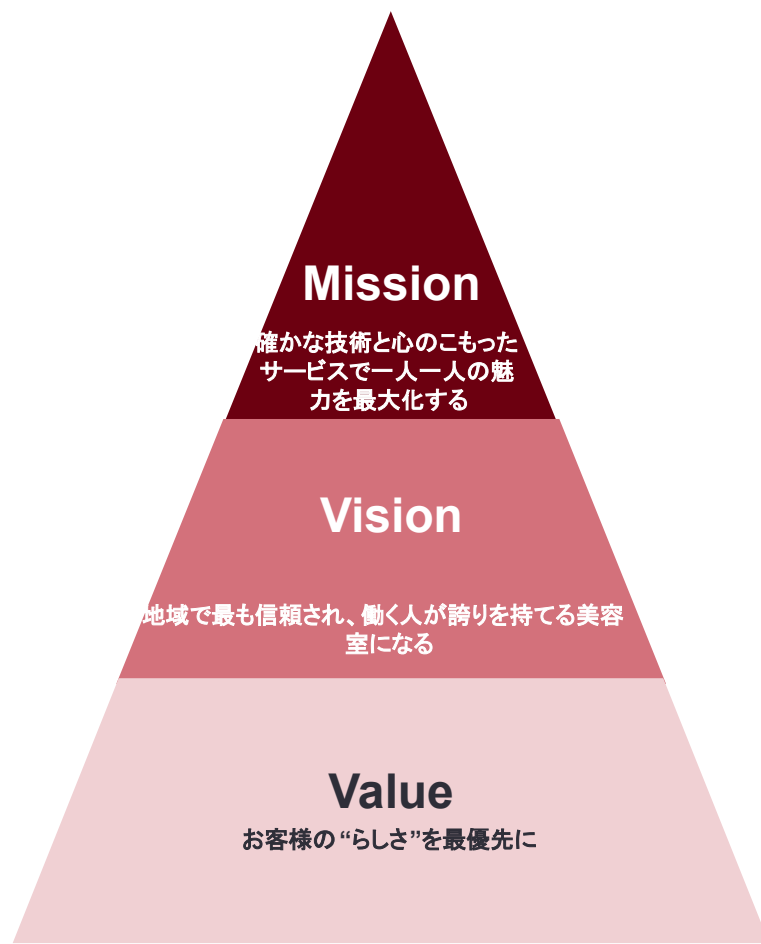 Mission
確かな技術と心のこもった
サービスで一人一人の魅
力を最大化する
Vision
地域で最も信頼され、働く人が誇りを持てる美容
室になる
Value
お客様の“らしさ”を最優先に